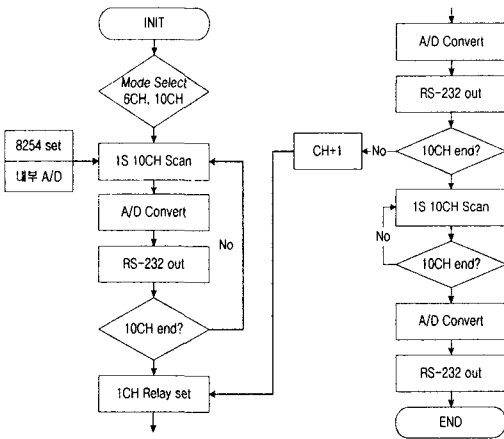 INIT
Mode Select
6CH, 10CH
8254 set
내부 A/D
1S 10CH Scan
A/D Convert
No
RS-232 out
10CH end?
1CH Relay set
A/D Convert
RS-232 out
CH+1
No
10CH end?
1S 10CH Scan
No
10CH end?
A/D Convert
RS-232 out
END